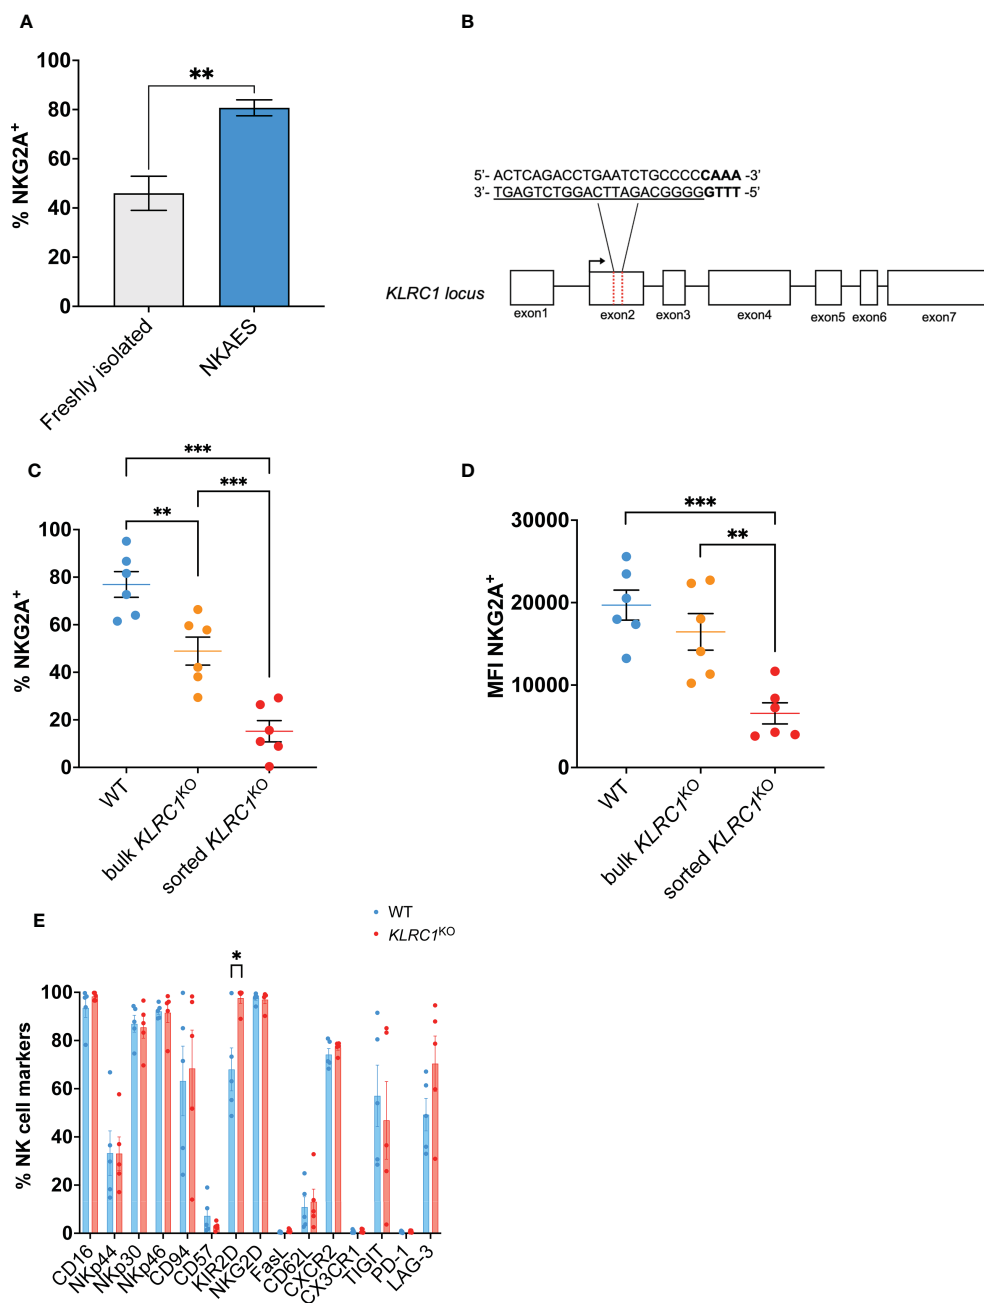 A
100
80
60
40
20
0
% NKG2A+
**
Freshly isolated
NKAES
B
5'- ACTCAGACCTGAATCTGCCCCCAAA -3'
3'- TGAGTCTGGACTTAGACGGGGGTTT -5'
KLRC1 locus
exon1
exon2
exon3
exon4
exon5
exon6
exon7
C
***
***
**
100
80
60
40
20
0
% NKG2A+
WT
bulk KLRC1KO
sorted KLRC1KO
D
***
**
30000
20000
10000
0
MFI NKG2A+
WT
bulk KLRC1KO
sorted KLRC1KO
E
WT
KLRC1KO
*
100
80
60
40
20
0
% NK cell markers
CD16
NKp44
NKp30
NKp46
CD94
CD57
KIR2D
NKG2D
FasL
CD62L
CXCR2
CX3CR1
TIGIT
PD-1
LAG-3